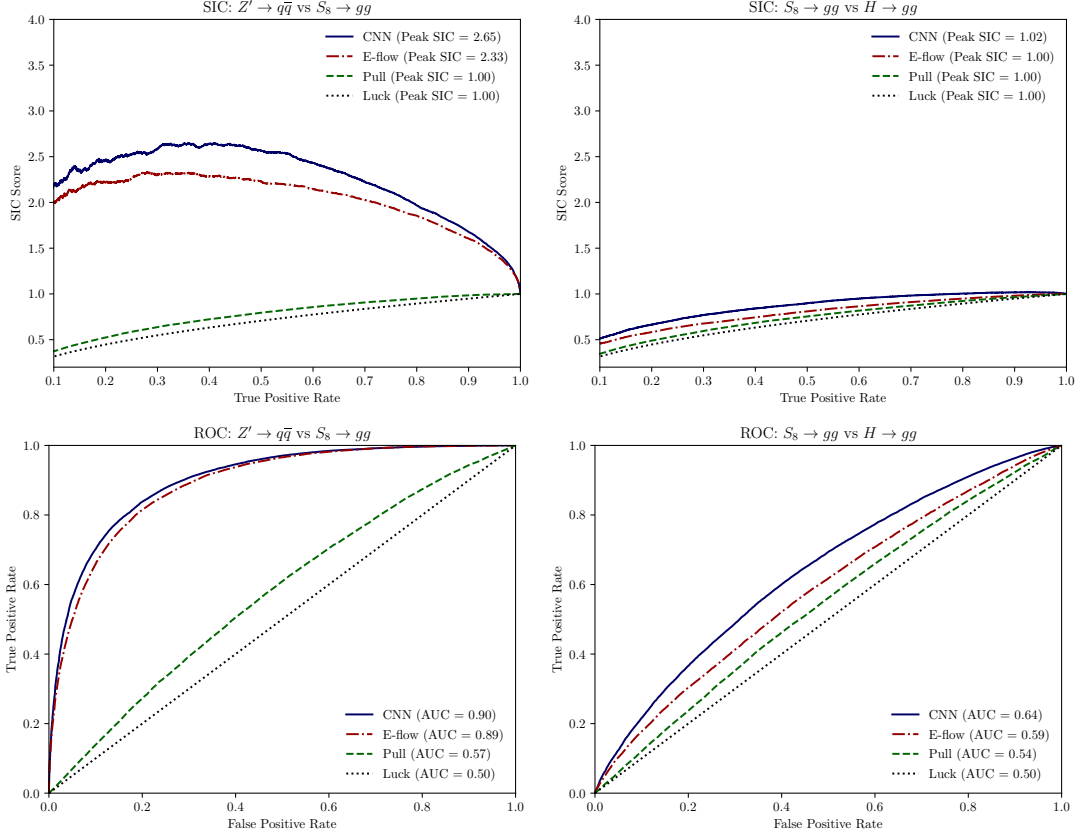 SIC: Z′ → qq̅ vs S₈ → gg
4.0
3.5
3.0
2.5
2.0
1.5
1.0
0.5
SIC Score
CNN (Peak SIC = 2.65)
E-flow (Peak SIC = 2.33)
Pull (Peak SIC = 1.00)
Luck (Peak SIC = 1.00)
0.1 0.2 0.3 0.4 0.5 0.6 0.7 0.8 0.9 1.0
True Positive Rate
SIC: S₈ → gg vs H → gg
4.0
3.5
3.0
2.5
2.0
1.5
1.0
0.5
SIC Score
CNN (Peak SIC = 1.02)
E-flow (Peak SIC = 1.00)
Pull (Peak SIC = 1.00)
Luck (Peak SIC = 1.00)
0.1 0.2 0.3 0.4 0.5 0.6 0.7 0.8 0.9 1.0
True Positive Rate
ROC: Z′ → qq̅ vs S₈ → gg
1.0
0.8
0.6
0.4
0.2
0.0
True Positive Rate
CNN (AUC = 0.90)
E-flow (AUC = 0.89)
Pull (AUC = 0.57)
Luck (AUC = 0.50)
0.0 0.2 0.4 0.6 0.8 1.0
False Positive Rate
ROC: S₈ → gg vs H → gg
1.0
0.8
0.6
0.4
0.2
0.0
True Positive Rate
CNN (AUC = 0.64)
E-flow (AUC = 0.59)
Pull (AUC = 0.54)
Luck (AUC = 0.50)
0.0 0.2 0.4 0.6 0.8 1.0
False Positive Rate